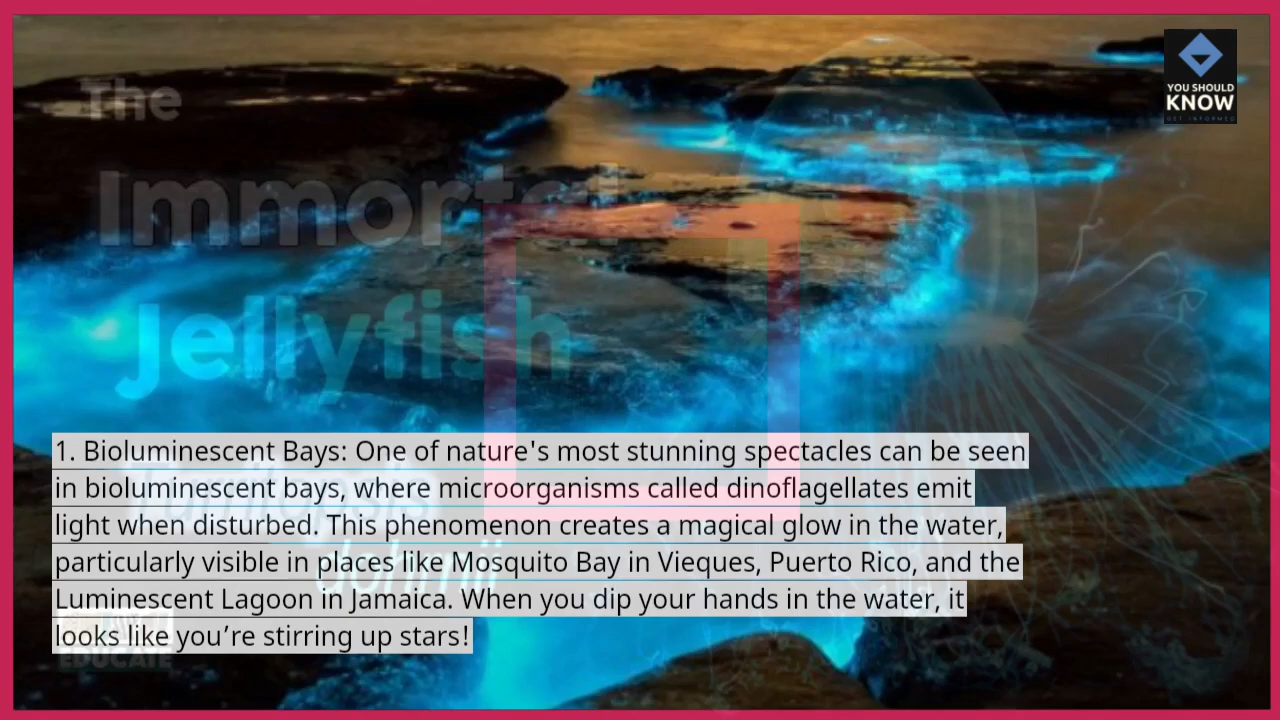 YOU SHOULD
KNOW
GET INFORMED
The
Immortal
Jellyfish
1. Bioluminescent Bays: One of nature's most stunning spectacles can be seen
in bioluminescent bays, where microorganisms called dinoflagellates emit
light when disturbed. This phenomenon creates a magical glow in the water,
particularly visible in places like Mosquito Bay in Vieques, Puerto Rico, and the
Luminescent Lagoon in Jamaica. When you dip your hands in the water, it
looks like you’re stirring up stars!
EDUCATE